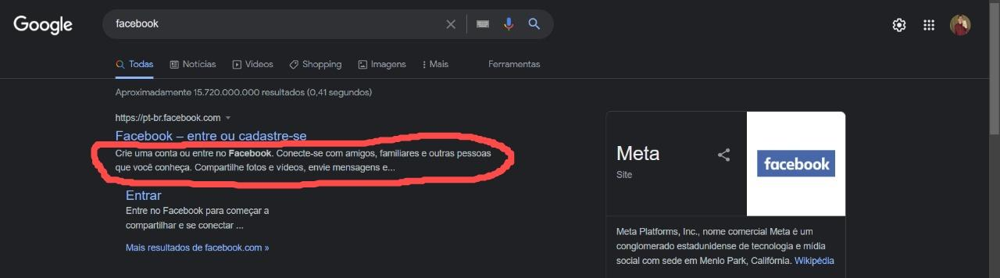 Google
facebook
Todas
Notícias
Vídeos
Shopping
Imagens
Mais
Ferramentas
Aproximadamente 15.720.000.000 resultados (0,41 segundos)
https://pt-br.facebook.com
Facebook – entre ou cadastre-se
Crie uma conta ou entre no Facebook. Conecte-se com amigos, familiares e outras pessoas
que você conheça. Compartilhe fotos e vídeos, envie mensagens e...
Entrar
Entre no Facebook para começar a
compartilhar e se conectar ...
Mais resultados de facebook.com »
Meta
Site
facebook
Meta Platforms, Inc., nome comercial Meta é um
conglomerado estadunidense de tecnologia e mídia
social com sede em Menlo Park, Califórnia. Wikipédia